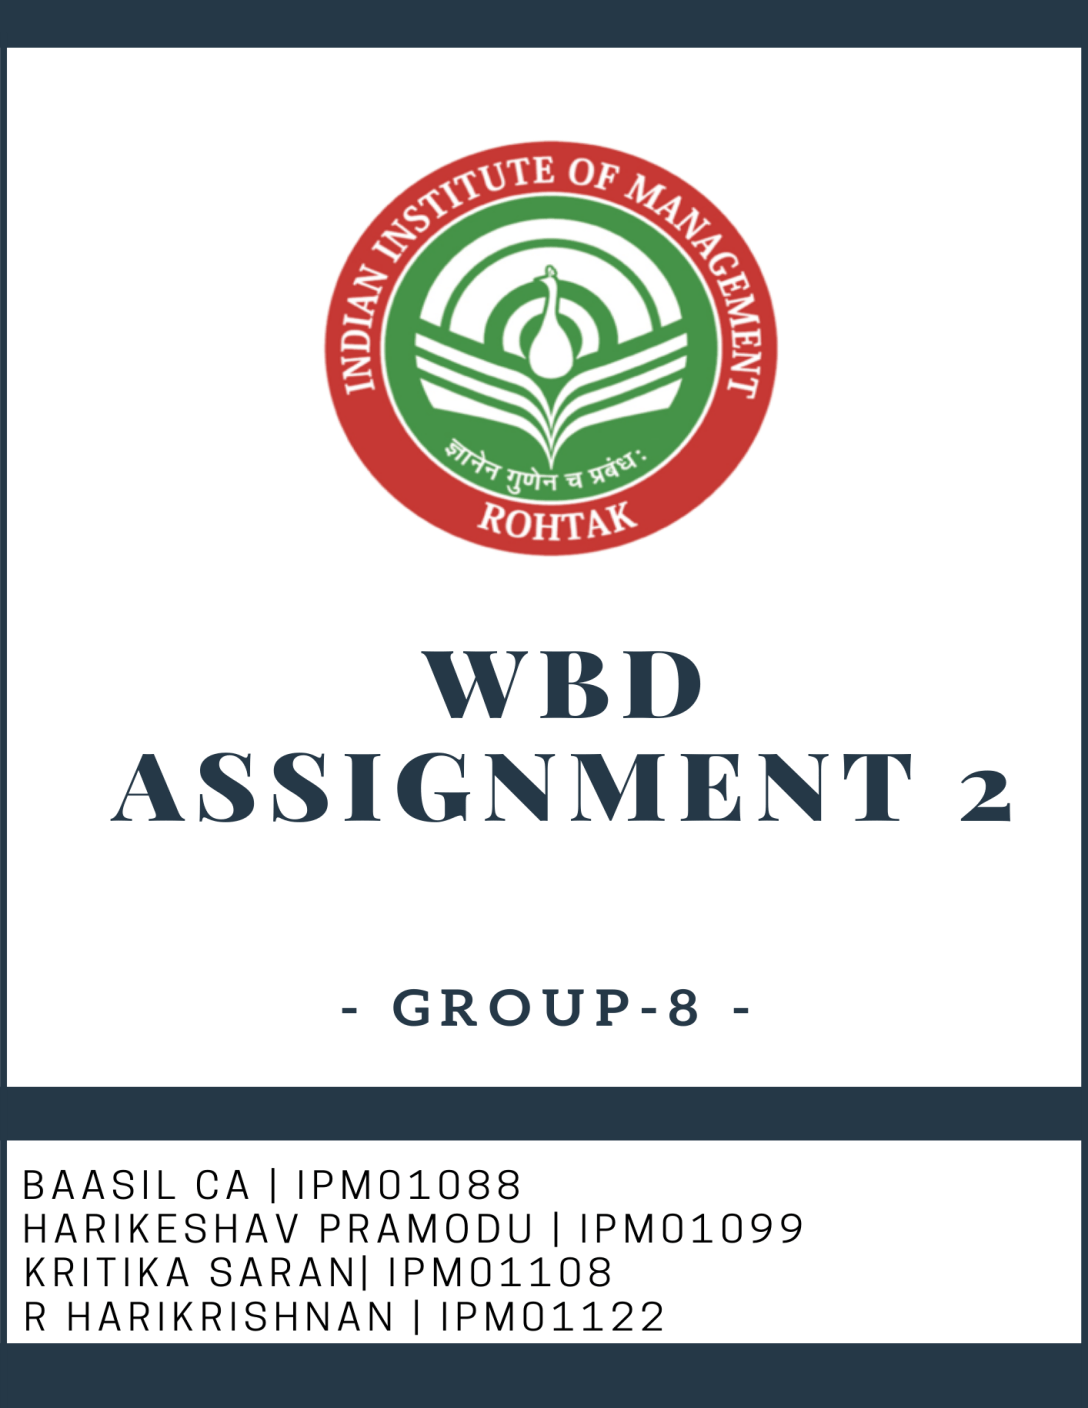 INDIAN INSTITUTE OF MANAGEMENT
ज्ञानेन गुणेन च प्रबंध:
ROHTAK
WBD
ASSIGNMENT 2
- GROUP-8 -
BAASIL CA | IPM01088
HARIKESHAV PRAMODU | IPM01099
KRITIKA SARAN| IPM01108
R HARIKRISHNAN | IPM01122